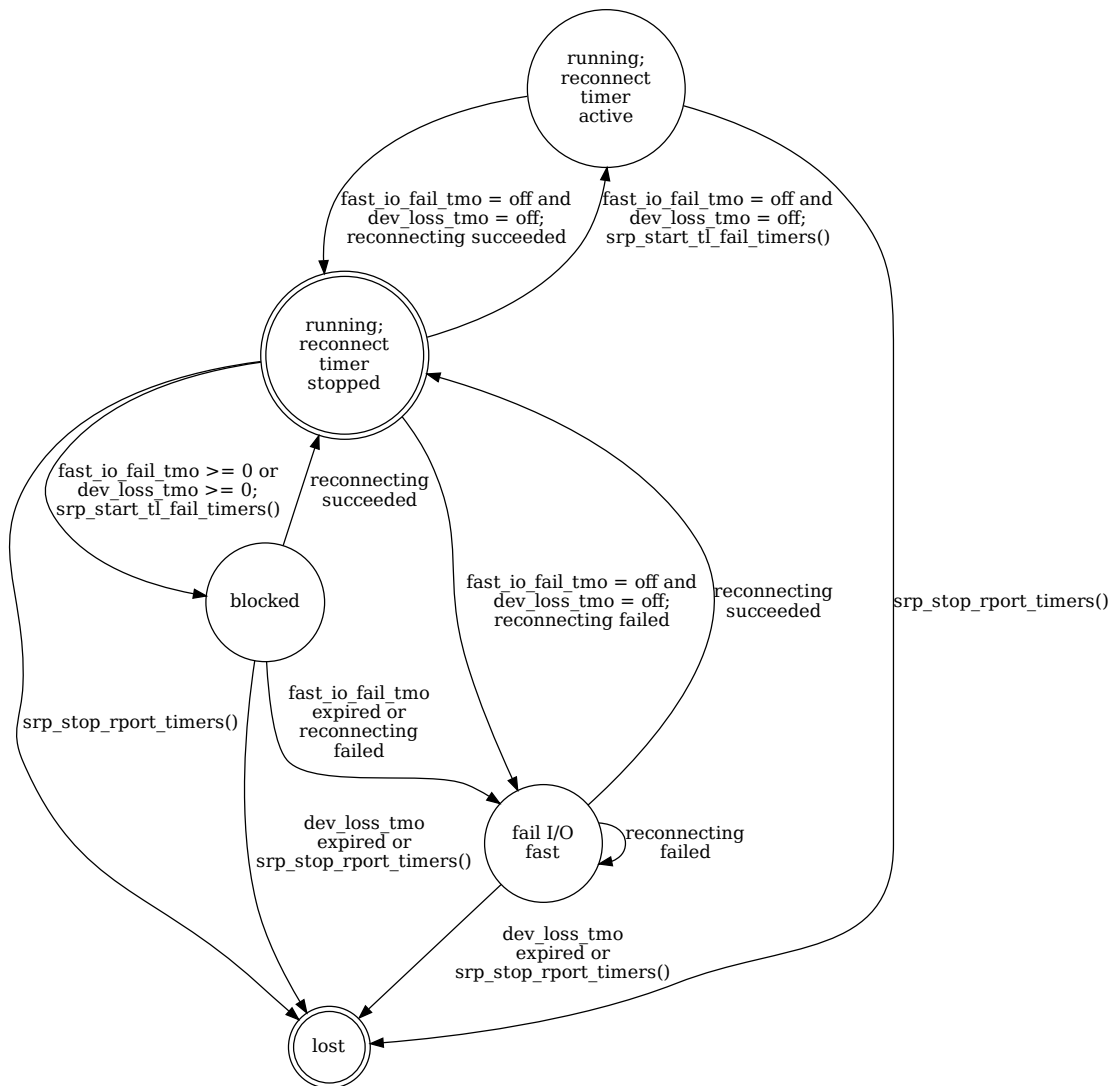 running;
reconnect
timer
active
fast_io_fail_tmo = off and
dev_loss_tmo = off;
reconnecting succeeded
fast_io_fail_tmo = off and
dev_loss_tmo = off;
srp_start_tl_fail_timers()
running;
reconnect
timer
stopped
fast_io_fail_tmo >= 0 or
dev_loss_tmo >= 0;
srp_start_tl_fail_timers()
reconnecting
succeeded
blocked
fast_io_fail_tmo = off and
dev_loss_tmo = off;
reconnecting failed
reconnecting
succeeded
srp_stop_rport_timers()
srp_stop_rport_timers()
fast_io_fail_tmo
expired or
reconnecting
failed
dev_loss_tmo
expired or
srp_stop_rport_timers()
fail I/O
fast
reconnecting
failed
dev_loss_tmo
expired or
srp_stop_rport_timers()
lost